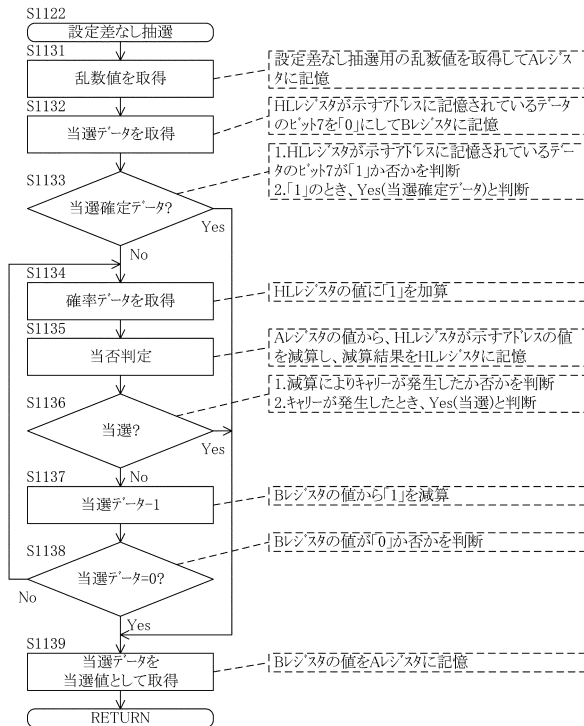 S1122
設定差なし抽選
S1131
乱数値を取得
設定差なし抽選用の乱数値を取得してAレジス
タに記憶
S1132
当選データを取得
HLレジスタが示すアドレスに記憶されているデータ
のビット7を「0」にしてBレジスタに記憶
S1133
当選確定データ?
1.HLレジスタが示すアドレスに記憶されているデー
タのビット7が「1」か否かを判断
2.「1」のとき、Yes(当選確定データ)と判断
Yes
No
S1134
確率データを取得
HLレジスタの値に「1」を加算
S1135
当否判定
Aレジスタの値から、HLレジスタが示すアドレスの値
を減算し、減算結果をHLレジスタに記憶
S1136
当選?
1.減算によりキャリーが発生したか否かを判断
2.キャリーが発生したとき、Yes(当選)と判断
Yes
No
S1137
当選データ-1
Bレジスタの値から「1」を減算
S1138
当選データ=0?
Bレジスタの値が「0」か否かを判断
No
Yes
S1139
当選データを
当選値として取得
Bレジスタの値をAレジスタに記憶
RETURN